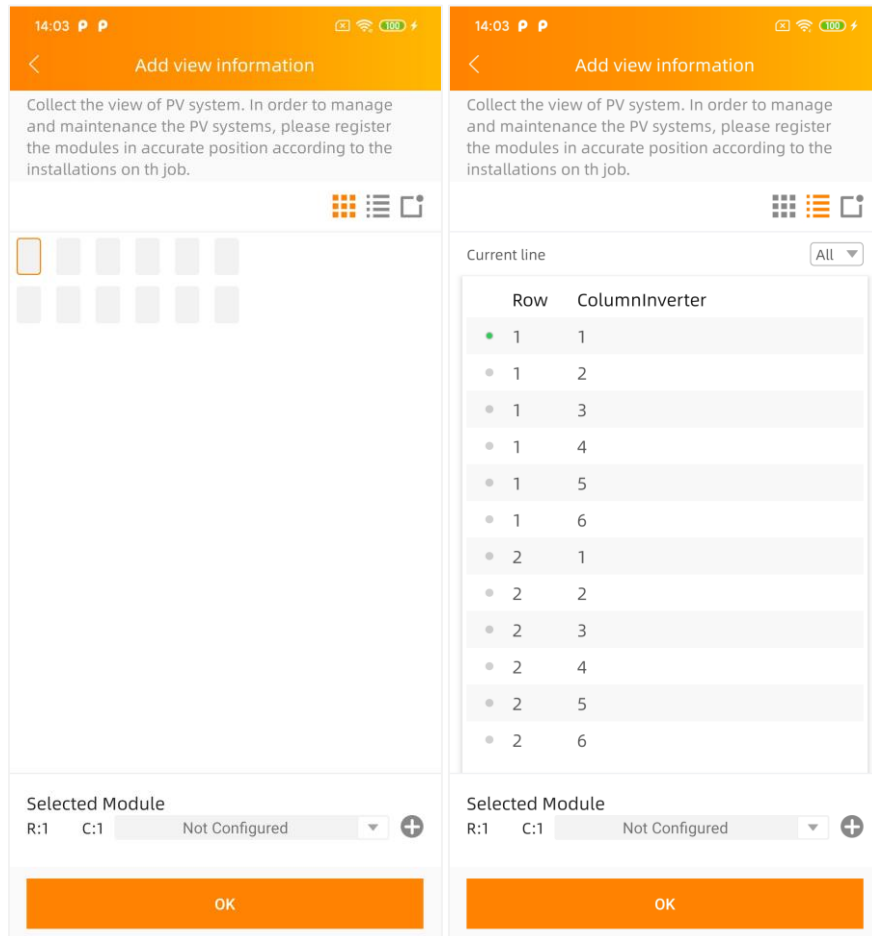 14:03 P P 100
Add view information
Collect the view of PV system. In order to manage
and maintenance the PV systems, please register
the modules in accurate position according to the
installations on th job.
Selected Module
R:1 C:1 Not Configured
OK
14:03 P P 100
Add view information
Collect the view of PV system. In order to manage
and maintenance the PV systems, please register
the modules in accurate position according to the
installations on th job.
Current line All
Row ColumnInverter
1 1
1 2
1 3
1 4
1 5
1 6
2 1
2 2
2 3
2 4
2 5
2 6
Selected Module
R:1 C:1 Not Configured
OK